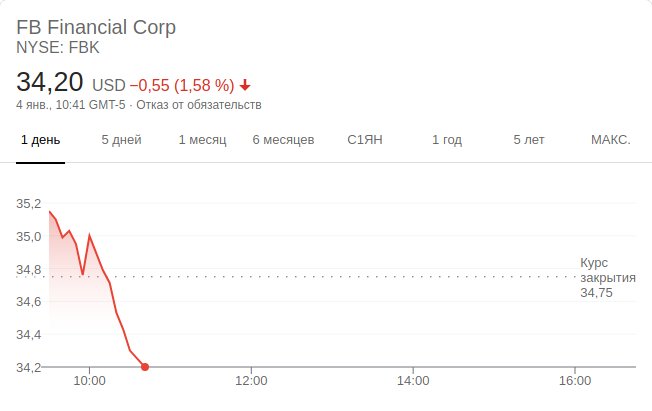 FB Financial Corp
NYSE: FBK
34,20 USD −0,55 (1,58 %)
4 янв., 10:41 GMT-5 · Отказ от обязательств
1 день 5 дней 1 месяц 6 месяцев С1ЯН 1 год 5 лет МАКС.
35,2
35,0
34,8
34,6
34,4
34,2
Курс
закрытия
34,75
10:00 12:00 14:00 16:00